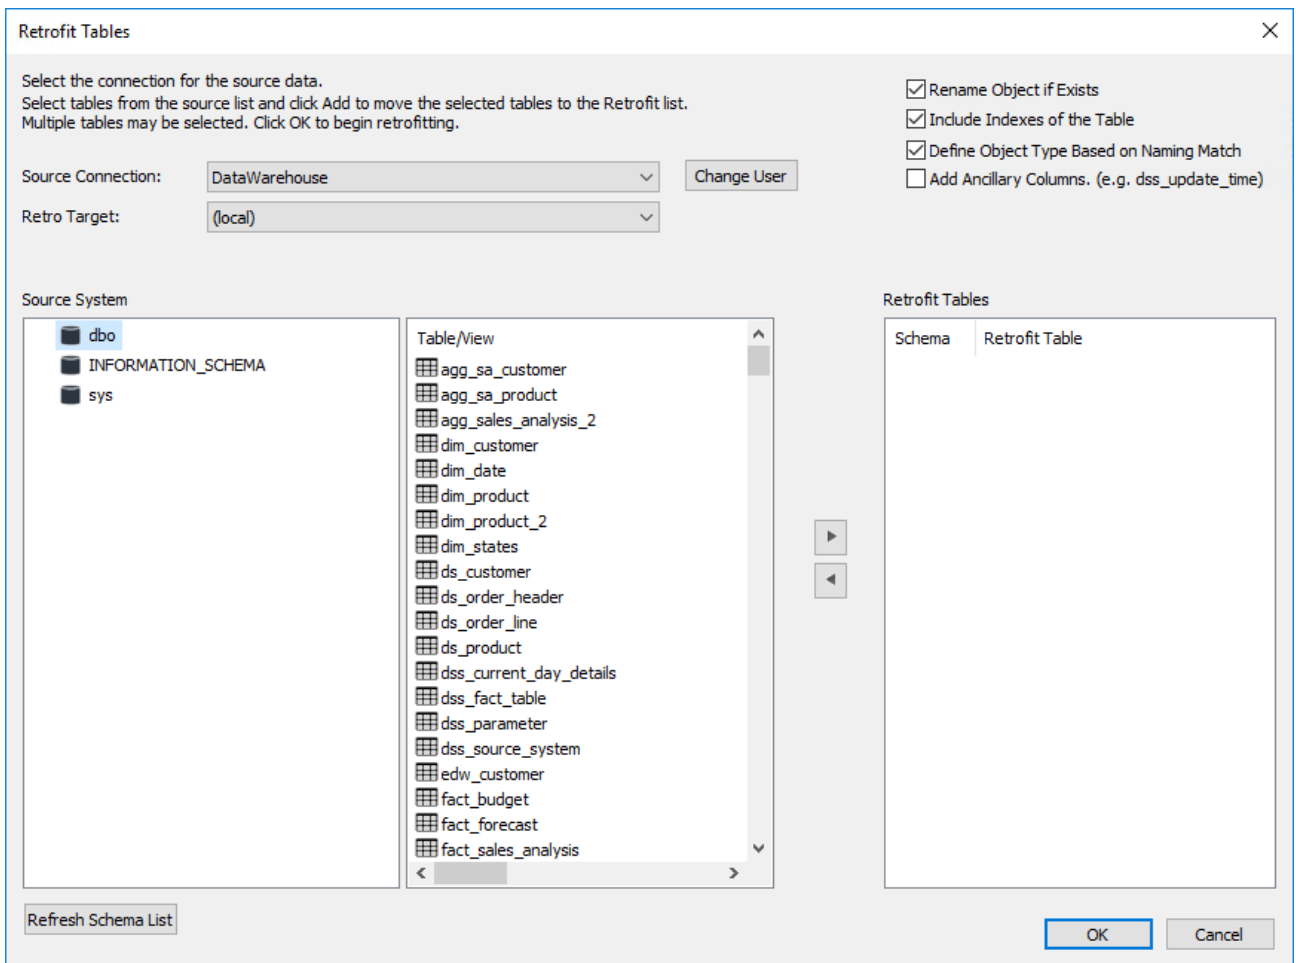 Retrofit Tables
Select the connection for the source data.
Select tables from the source list and click Add to move the selected tables to the Retrofit list.
Multiple tables may be selected. Click OK to begin retrofitting.
Rename Object if Exists
Include Indexes of the Table
Define Object Type Based on Naming Match
Add Ancillary Columns. (e.g. dss_update_time)
Source Connection:
DataWarehouse
Change User
Retro Target:
(local)
Source System
dbo
INFORMATION_SCHEMA
sys
Table/View
agg_sa_customer
agg_sa_product
agg_sales_analysis_2
dim_customer
dim_date
dim_product
dim_product_2
dim_states
ds_customer
ds_order_header
ds_order_line
ds_product
dss_current_day_details
dss_fact_table
dss_parameter
dss_source_system
edw_customer
fact_budget
fact_forecast
fact_sales_analysis
Retrofit Tables
Schema
Retrofit Table
Refresh Schema List
OK
Cancel